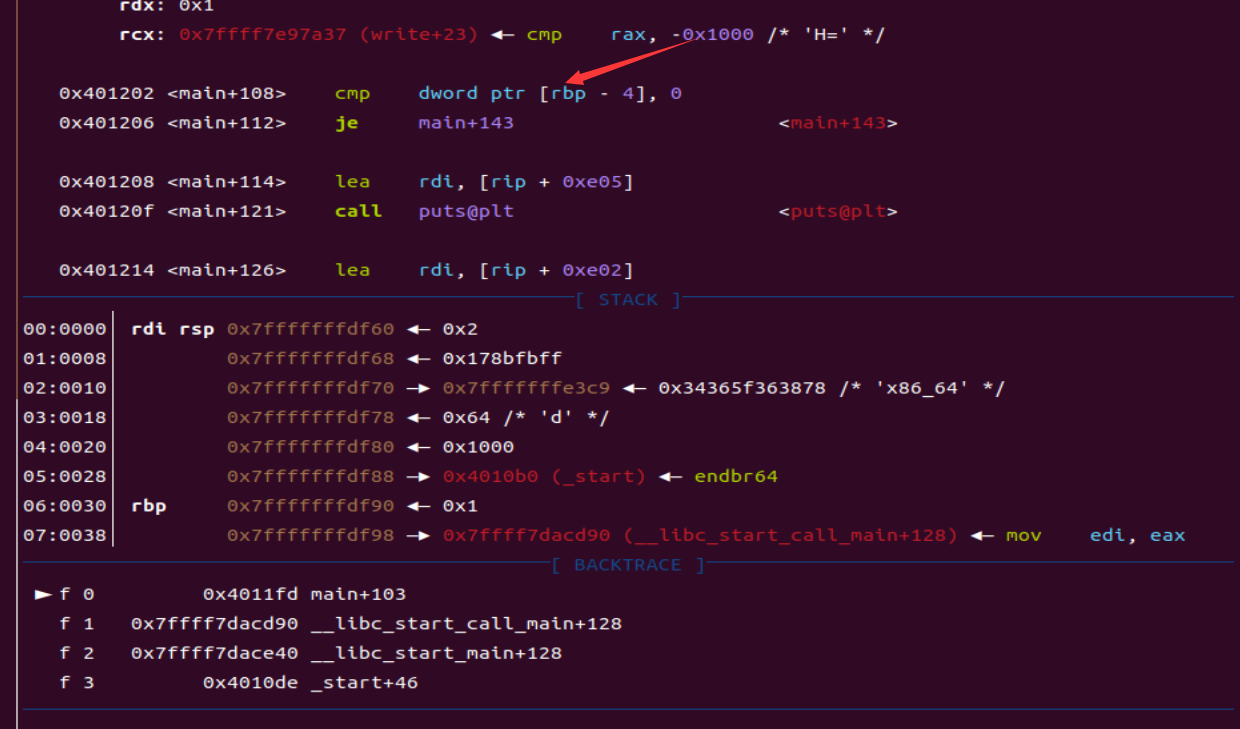 rdx: 0x1
rcx: 0x7ffff7e97a37 (write+23) ◂— cmp    rax, -0x1000 /* 'H=' */
0x401202 <main+108>    cmp    dword ptr [rbp - 4], 0
0x401206 <main+112>    je     main+143                      <main+143>
0x401208 <main+114>    lea    rdi, [rip + 0xe05]
0x40120f <main+121>    call   puts@plt                      <puts@plt>
0x401214 <main+126>    lea    rdi, [rip + 0xe02]
[ STACK ]
00:0000│ rdi rsp 0x7fffffffdf60 ◂— 0x2
01:0008│         0x7fffffffdf68 ◂— 0x178bfbff
02:0010│         0x7fffffffdf70 —▸ 0x7fffffffe3c9 ◂— 0x34365f363878 /* 'x86_64' */
03:0018│         0x7fffffffdf78 ◂— 0x64 /* 'd' */
04:0020│         0x7fffffffdf80 ◂— 0x1000
05:0028│         0x7fffffffdf88 —▸ 0x4010b0 (_start) ◂— endbr64
06:0030│ rbp     0x7fffffffdf90 ◂— 0x1
07:0038│         0x7fffffffdf98 —▸ 0x7ffff7dacd90 (__libc_start_call_main+128) ◂— mov    edi, eax
[ BACKTRACE ]
► f 0         0x4011fd main+103
f 1   0x7ffff7dacd90 __libc_start_call_main+128
f 2   0x7ffff7dace40 __libc_start_main+128
f 3         0x4010de _start+46